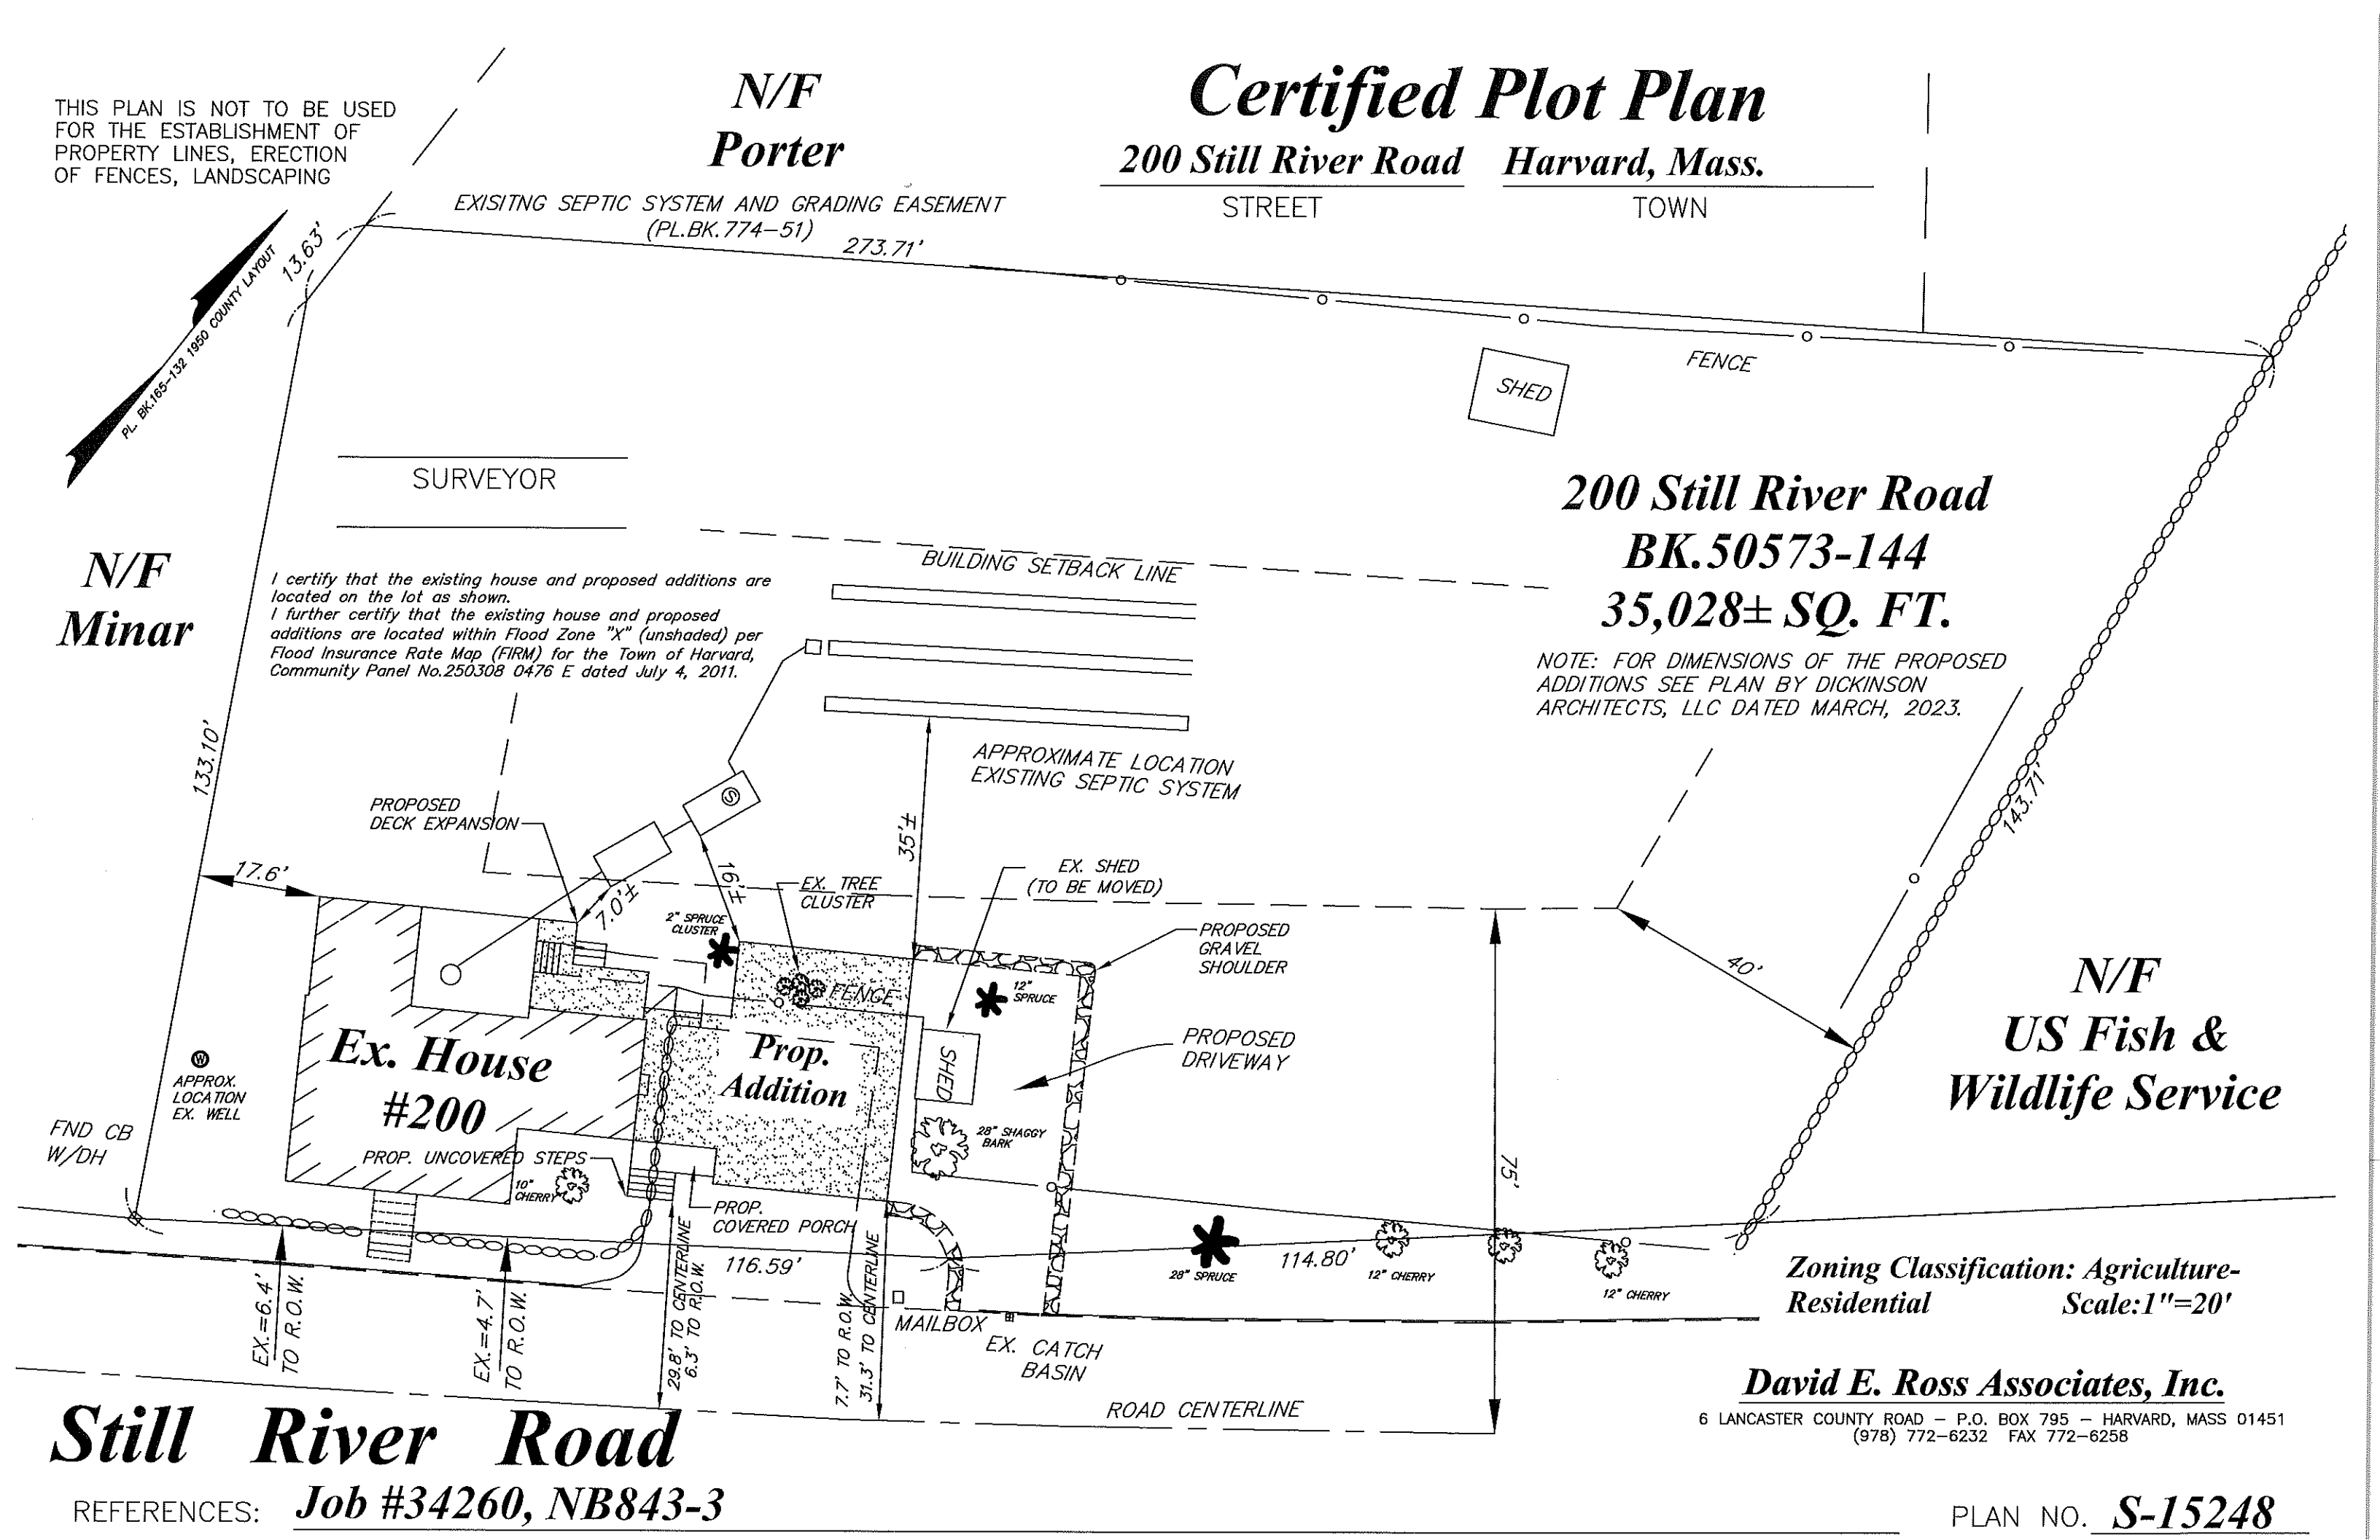 Certified Plot Plan
200 Still River Road Harvard, Mass.
STREET TOWN
THIS PLAN IS NOT TO BE USED
FOR THE ESTABLISHMENT OF
PROPERTY LINES, ERECTION
OF FENCES, LANDSCAPING
N/F
Porter
EXISITNG SEPTIC SYSTEM AND GRADING EASEMENT
(PL.BK.774-51)
273.71'
13.63'
PL. BK.165-132 1950 COUNTY LAYOUT
FENCE
SHED
SURVEYOR
N/F
Minar
I certify that the existing house and proposed additions are
located on the lot as shown.
I further certify that the existing house and proposed
additions are located within Flood Zone "X" (unshaded) per
Flood Insurance Rate Map (FIRM) for the Town of Harvard,
Community Panel No.250308 0476 E dated July 4, 2011.
BUILDING SETBACK LINE
200 Still River Road
BK.50573-144
35,028± SQ. FT.
NOTE: FOR DIMENSIONS OF THE PROPOSED
ADDITIONS SEE PLAN BY DICKINSON
ARCHITECTS, LLC DATED MARCH, 2023.
133.10'
143.71'
APPROXIMATE LOCATION
EXISTING SEPTIC SYSTEM
S
PROPOSED
DECK EXPANSION
35'±
16'±
7.0'±
17.6'
EX. TREE
CLUSTER
EX. SHED
(TO BE MOVED)
2" SPRUCE
CLUSTER
PROPOSED
GRAVEL
SHOULDER
40'
FENCE
12"
SPRUCE
N/F
US Fish &
Wildlife Service
Ex. House
#200
Prop.
Addition
SHED
PROPOSED
DRIVEWAY
W
APPROX.
LOCATION
EX. WELL
FND CB
W/DH
28" SHAGGY
BARK
75'
PROP. UNCOVERED STEPS
10"
CHERRY
PROP.
COVERED PORCH
116.59'
114.80'
28" SPRUCE
12" CHERRY
12" CHERRY
EX.=6.4'
TO R.O.W.
EX.=4.7'
TO R.O.W.
29.8' TO CENTERLINE
6.3' TO R.O.W.
7.7' TO R.O.W.
31.3' TO CENTERLINE
MAILBOX
EX. CATCH
BASIN
ROAD CENTERLINE
Zoning Classification: Agriculture-
Residential Scale:1"=20'
David E. Ross Associates, Inc.
6 LANCASTER COUNTY ROAD - P.O. BOX 795 - HARVARD, MASS 01451
(978) 772-6232 FAX 772-6258
Still River Road
REFERENCES: Job #34260, NB843-3
PLAN NO. S-15248